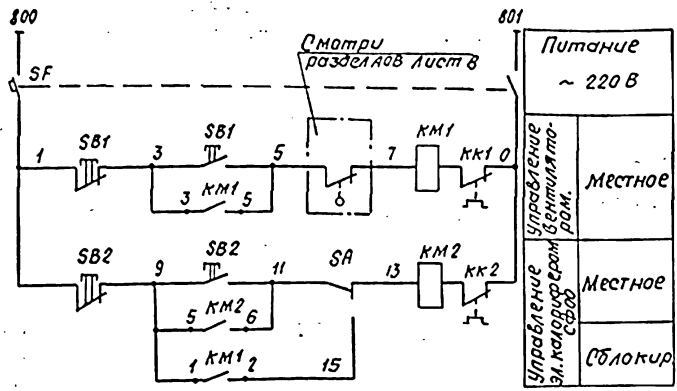 800
801
Смотри
раздел АОВ лист 8
SF
1
SB1
3
SB1
5
7
KM1
KK1
0
3
KM1
5
SB2
9
SB2
11
SA
13
KM2
KK2
5
KM2
6
1
KM1
2
15
Питание
~ 220 В
Управление
вентилято-
ром.
Местное
Управление
эл.калорифером
СФОО
Местное
Сблокир